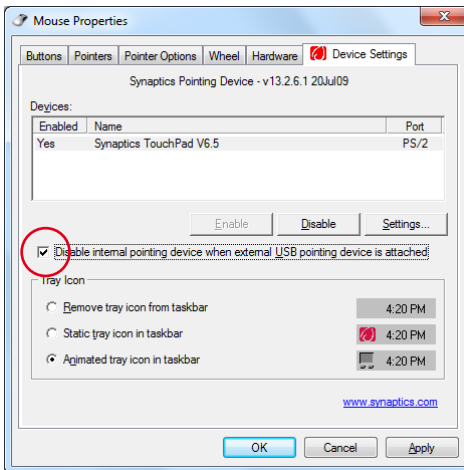 Mouse Properties
Buttons Pointers Pointer Options Wheel Hardware Device Settings
Synaptics Pointing Device - v13.2.6.1 20Jul09
Devices:
Enabled Name Port
Yes Synaptics TouchPad V6.5 PS/2
Enable Disable Settings...
Disable internal pointing device when external USB pointing device is attached
Tray Icon
Remove tray icon from taskbar 4:20 PM
Static tray icon in taskbar 4:20 PM
Animated tray icon in taskbar 4:20 PM
www.synaptics.com
OK Cancel Apply